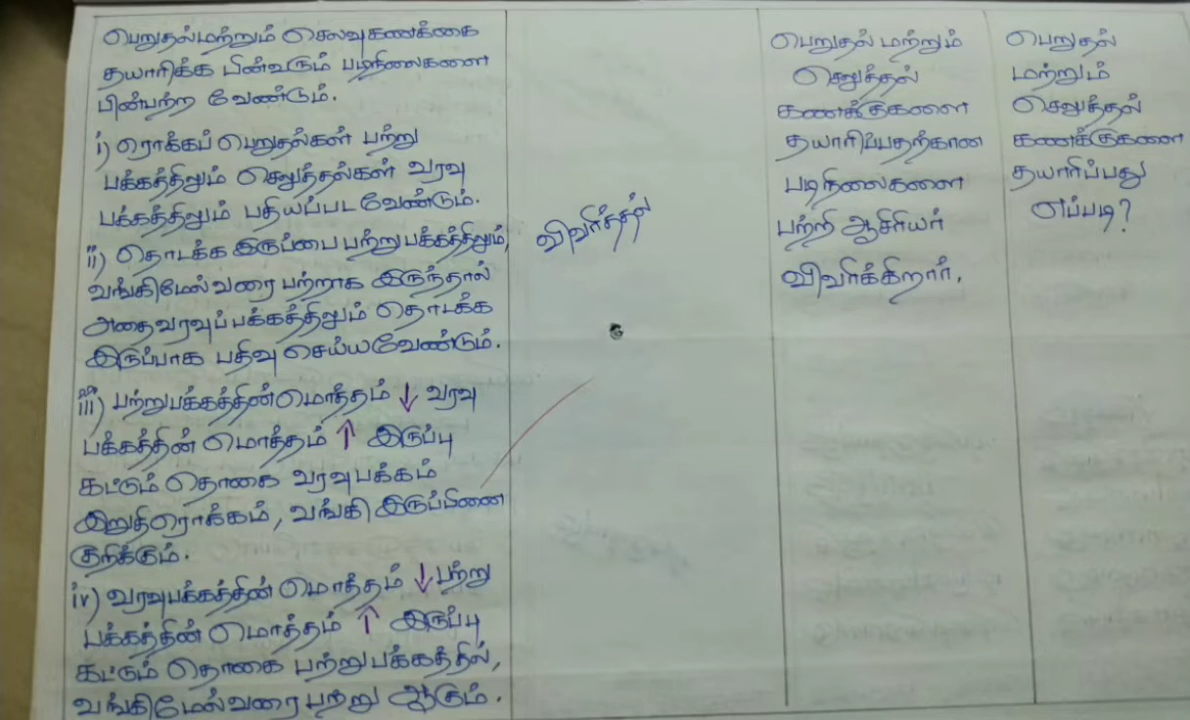 பெறுதல்மற்றும் செலவுகணக்கை
தயாரிக்க பின்வரும் படிநிலைகளை
பின்பற்ற வேண்டும்.
i) ரொக்கப் பெறுதல்கள் பற்று
பக்கத்திலும் செலுத்தல்கள் வரவு
பக்கத்திலும் பதியப்பட வேண்டும்.
ii) தொடக்க இருப்பை பற்றுபக்கத்திலும்,
வங்கிமேல்வரை பற்றாக இருந்தால்
அதை வரவுப்பக்கத்திலும் தொடக்க
இருப்பாக பதிவு செய்யவேண்டும்.
iii) பற்றுபக்கத்தின் மொத்தம் ↓ வரவு
பக்கத்தின் மொத்தம் ↑ இருப்பு
கட்டும் தொகை வரவுபக்கம்
இறுதிரொக்கம், வங்கி இருப்பினை
குறிக்கும்.
iv) வரவுபக்கத்தின் மொத்தம் ↓ பற்று
பக்கத்தின் மொத்தம் ↑ இருப்பு
கட்டும் தொகை பற்றுபக்கத்தில்,
வங்கிமேல்வரை பற்று ஆகும்.
விவரித்தல்
பெறுதல் மற்றும்
செலுத்தல்
கணக்குகளை
தயாரிப்பதற்கான
படிநிலைகளை
பற்றி ஆசிரியர்
விவரிக்கிறார்.
பெறுதல்
மற்றும்
செலுத்தல்
கணக்குகளை
தயாரிப்பது
எப்படி?